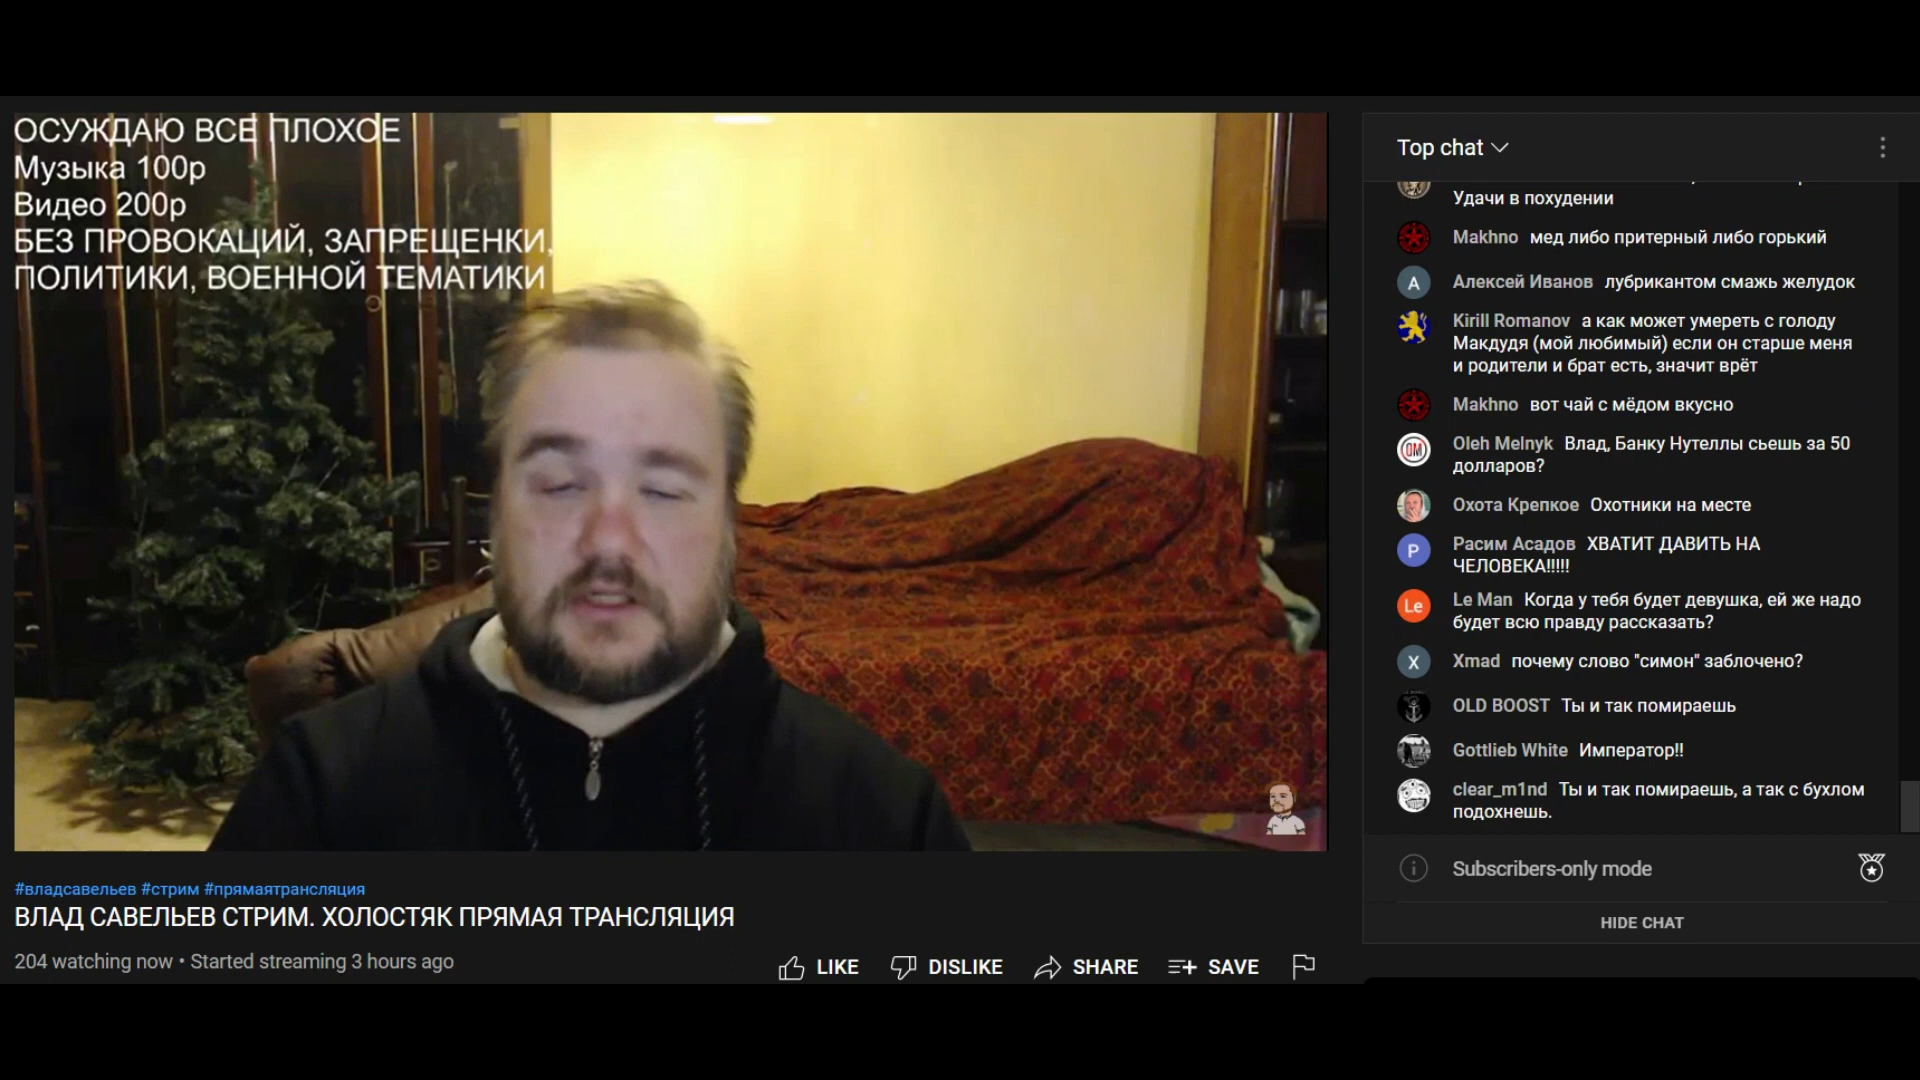 ОСУЖДАЮ ВСЕ ПЛОХОЕ
Музыка 100р
Видео 200р
БЕЗ ПРОВОКАЦИЙ, ЗАПРЕЩЕНКИ,
ПОЛИТИКИ, ВОЕННОЙ ТЕМАТИКИ
#владсавельев #стрим #прямаятрансляция
ВЛАД САВЕЛЬЕВ СТРИМ. ХОЛОСТЯК ПРЯМАЯ ТРАНСЛЯЦИЯ
204 watching now • Started streaming 3 hours ago
LIKE DISLIKE SHARE SAVE
Top chat
Удачи в похудении
Makhno мед либо притерный либо горький
А Алексей Иванов лубрикантом смажь желудок
Kirill Romanov а как может умереть с голоду
Макдудя (мой любимый) если он старше меня
и родители и брат есть, значит врёт
Makhno вот чай с мёдом вкусно
OM Oleh Melnyk Влад, Банку Нутеллы сьешь за 50
долларов?
Охота Крепкое Охотники на месте
Р Расим Асадов ХВАТИТ ДАВИТЬ НА
ЧЕЛОВЕКА!!!!!
Le Le Man Когда у тебя будет девушка, ей же надо
будет всю правду рассказать?
X Xmad почему слово "симон" заблочено?
OLD BOOST Ты и так помираешь
Gottlieb White Император!!
clear_m1nd Ты и так помираешь, а так с бухлом
подохнешь.
Subscribers-only mode
HIDE CHAT